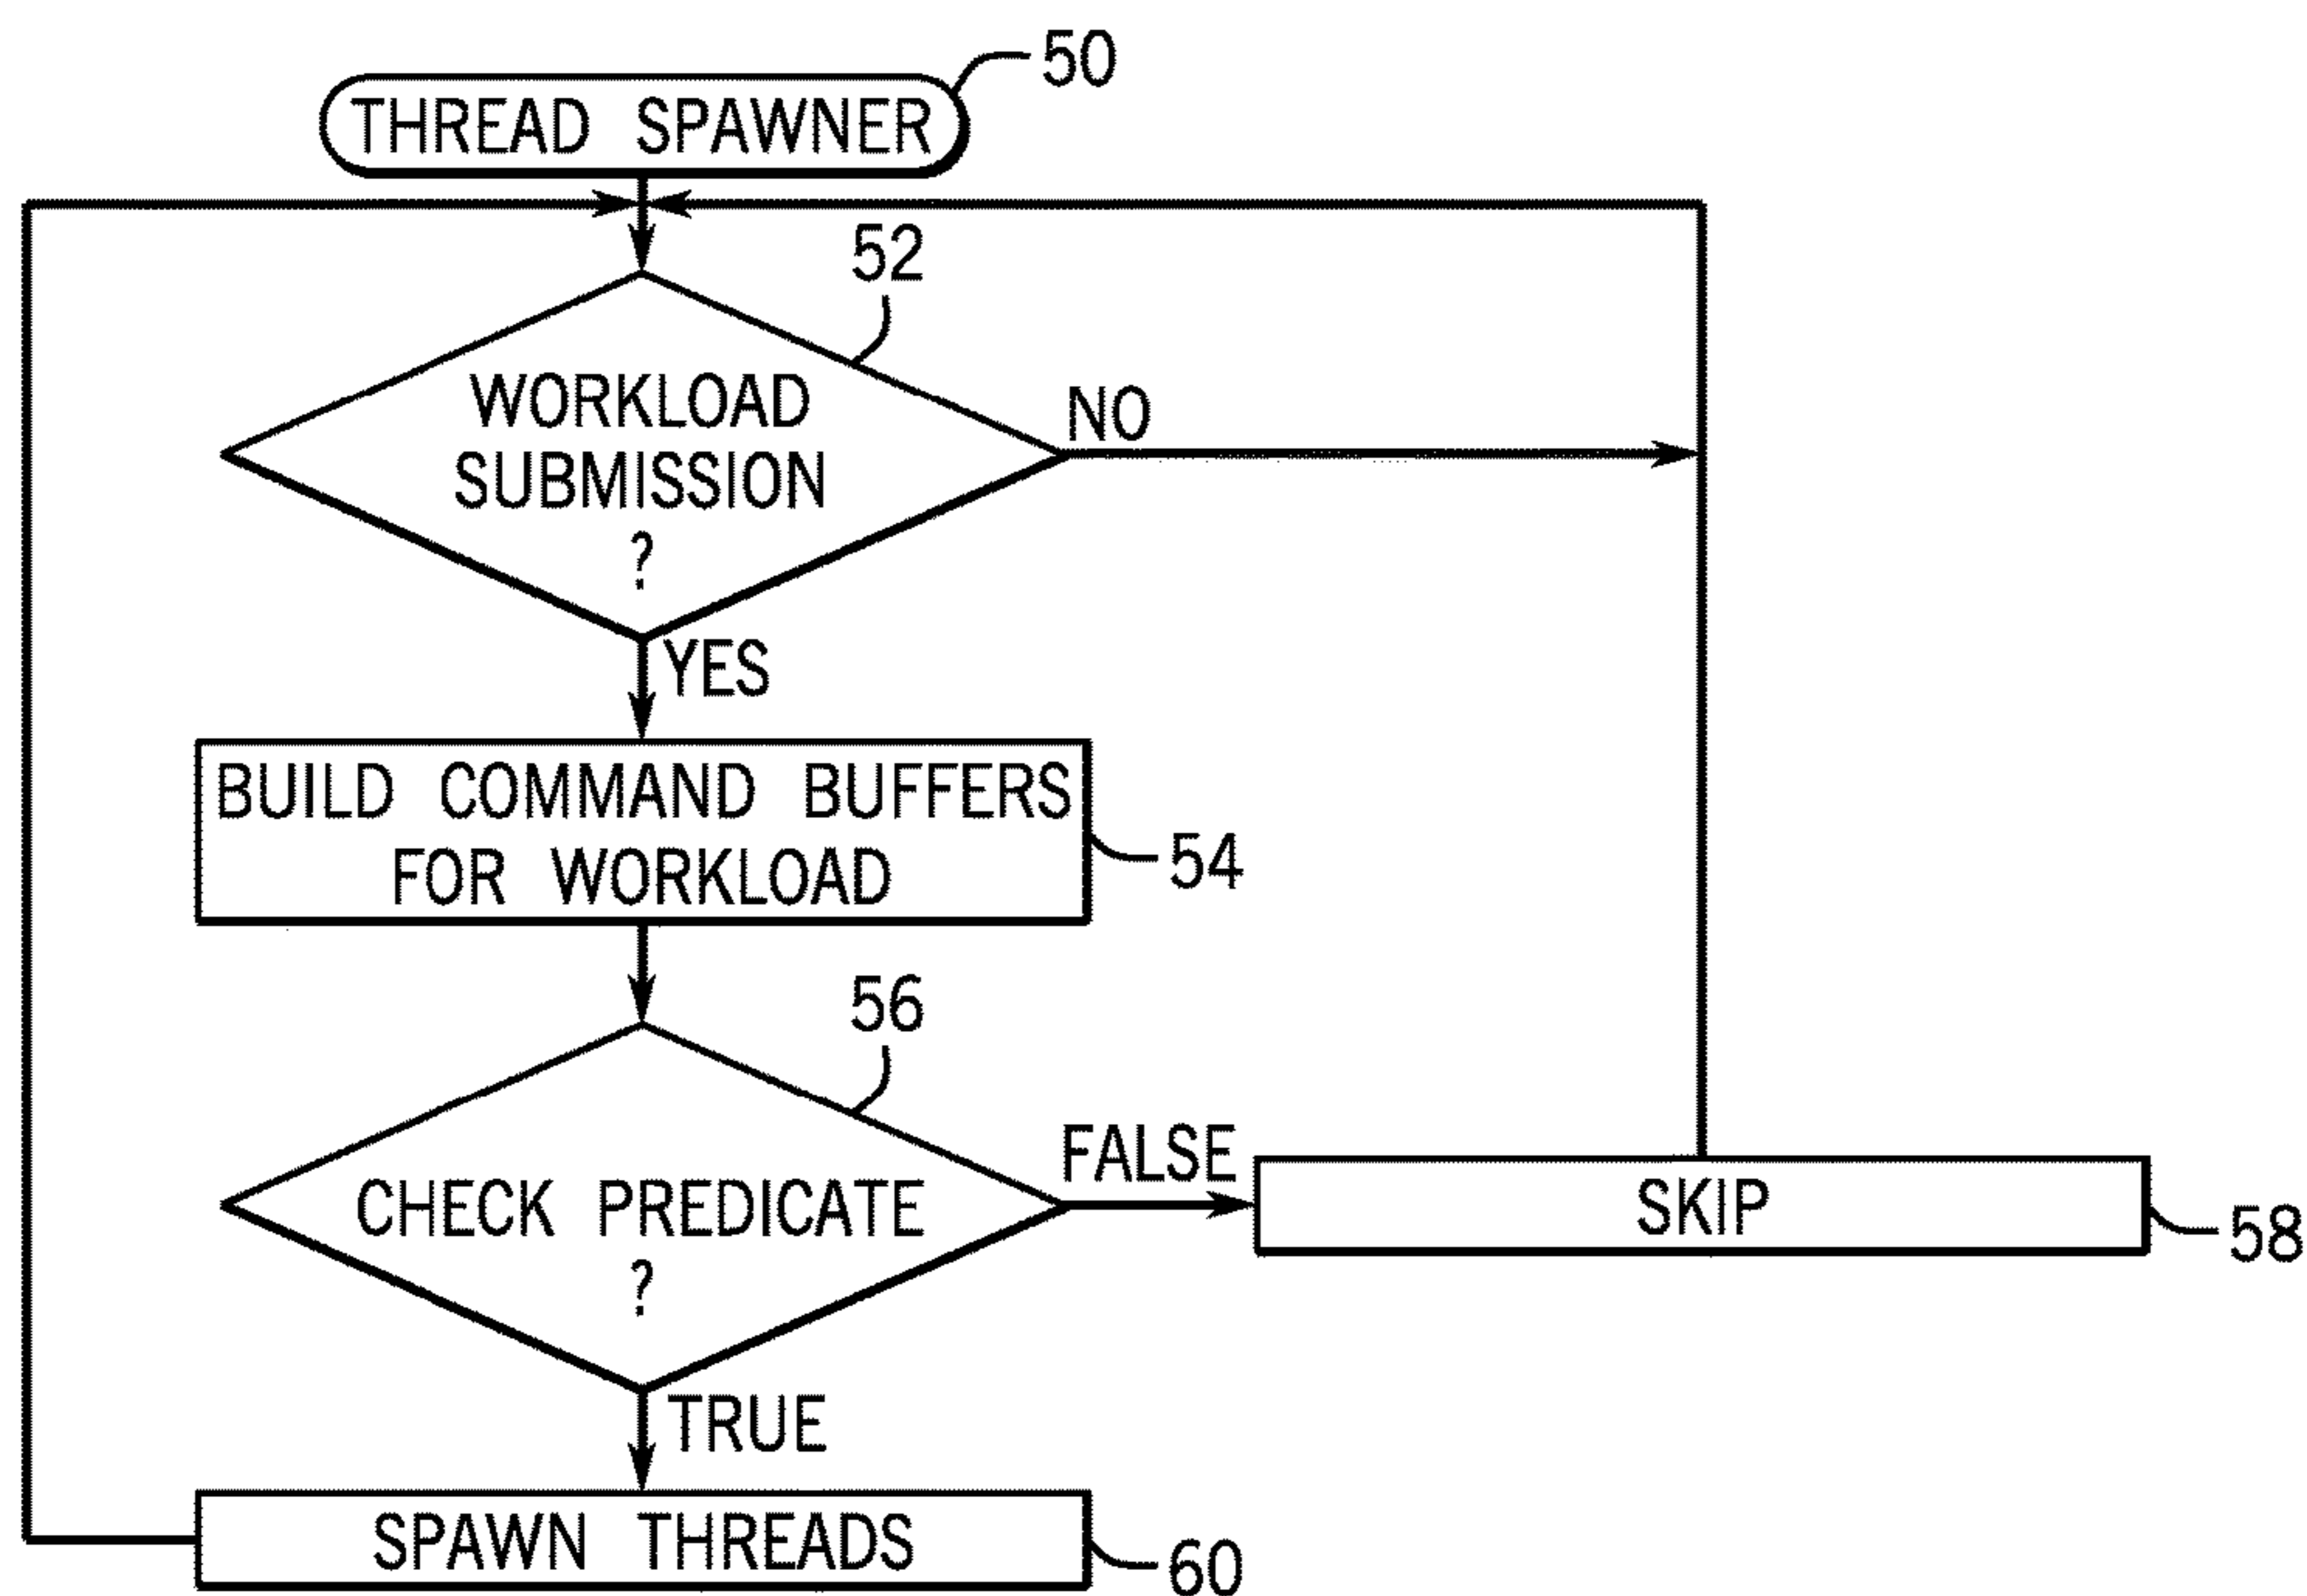 50
THREAD SPAWNER
52
WORKLOAD
SUBMISSION
?
NO
YES
BUILD COMMAND BUFFERS
FOR WORKLOAD
54
56
CHECK PREDICATE
?
FALSE
SKIP
58
TRUE
SPAWN THREADS
60